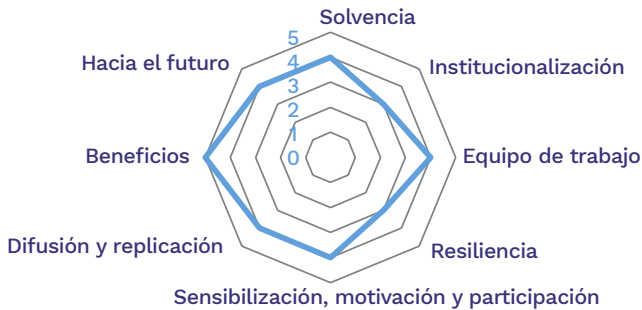 Solvencia
5
Hacia el futuro
4
Institucionalización
3
2
1
Beneficios
0
Equipo de trabajo
Difusión y replicación
Resiliencia
Sensibilización, motivación y participación